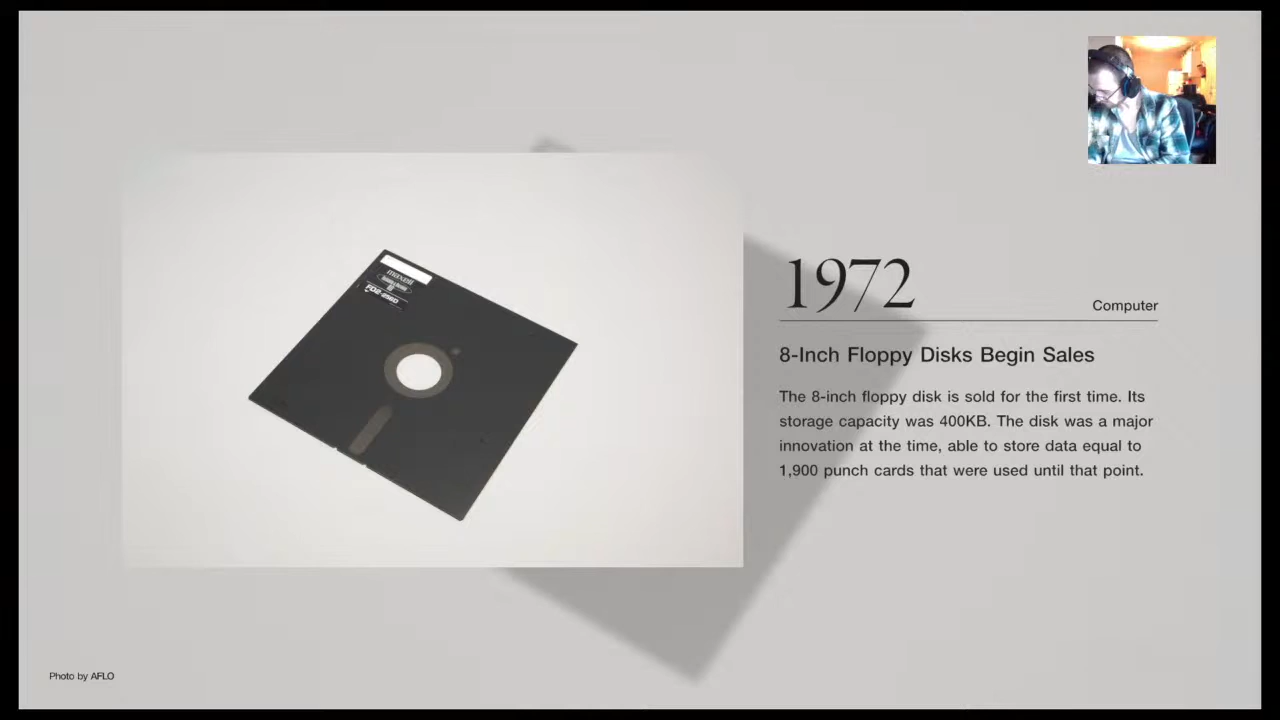 maxell
FD2-256D
1972
Computer
8-Inch Floppy Disks Begin Sales
The 8-inch floppy disk is sold for the first time. Its
storage capacity was 400KB. The disk was a major
innovation at the time, able to store data equal to
1,900 punch cards that were used until that point.
Photo by AFLO